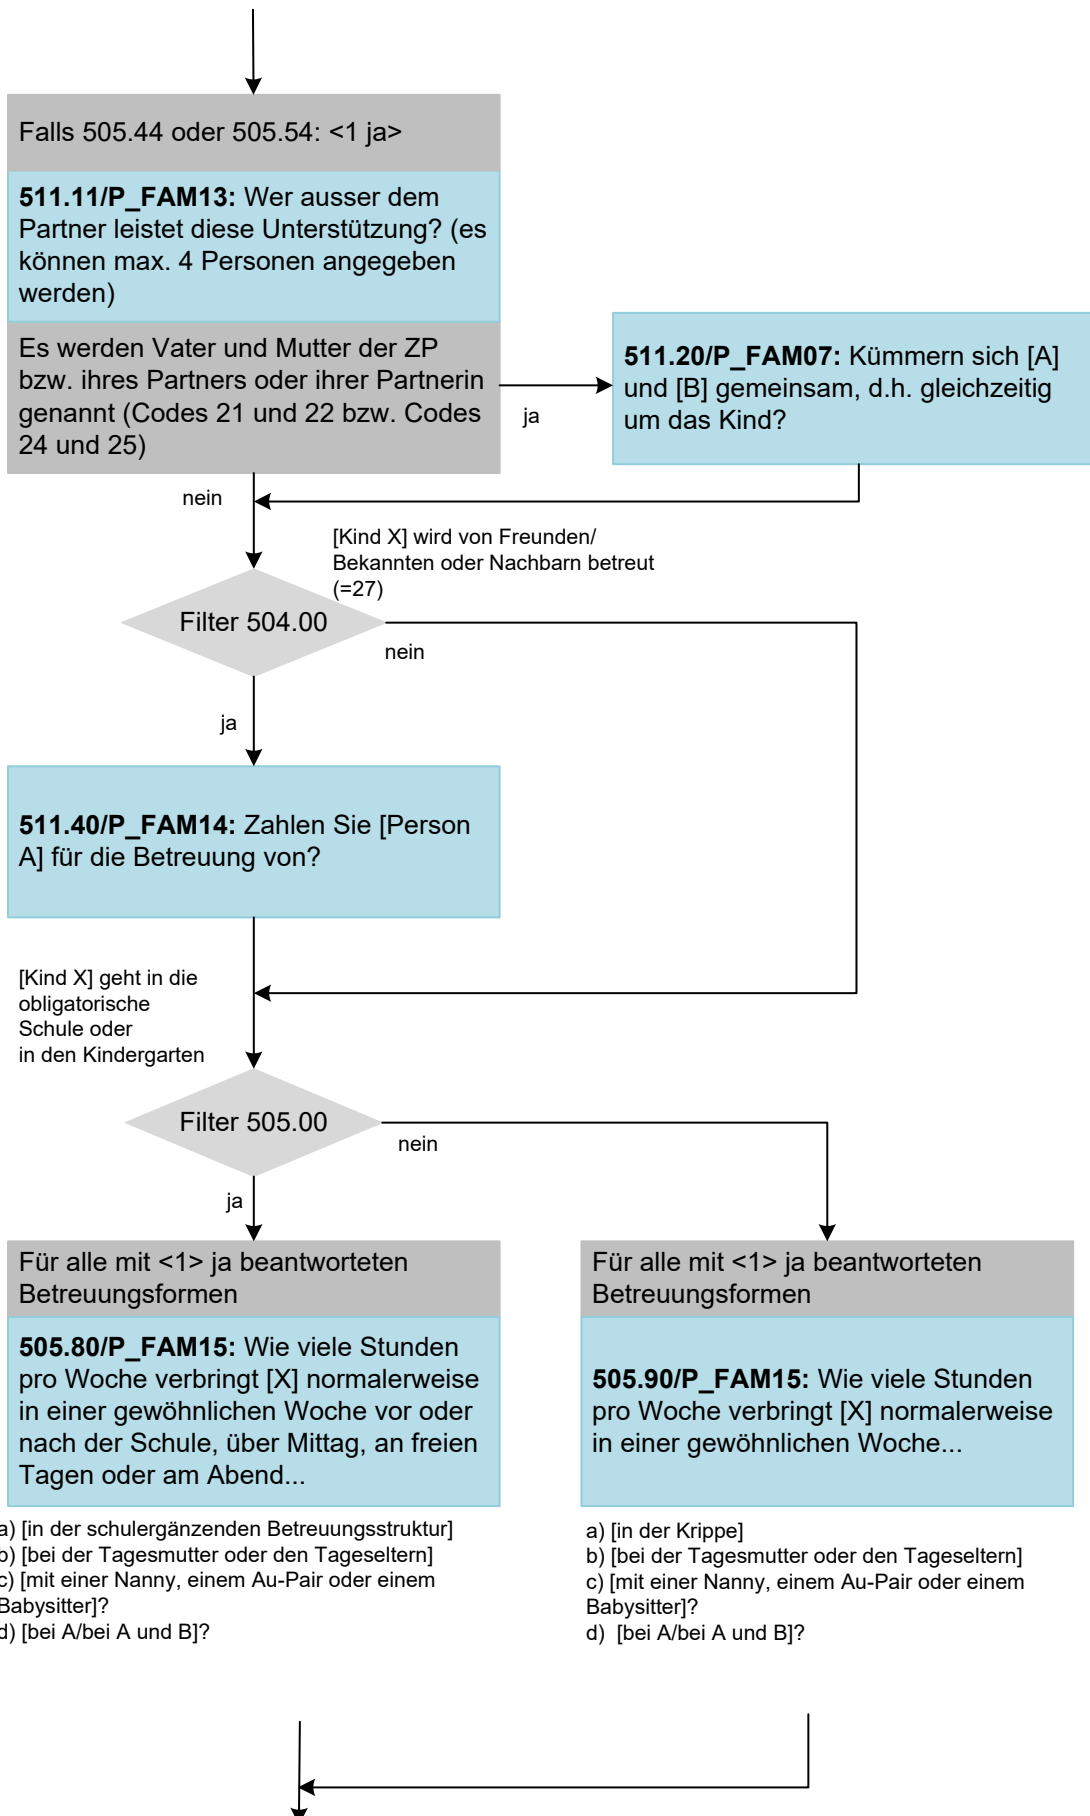 Falls 505.44 oder 505.54: <1 ja>
511.11/P_FAM13: Wer ausser dem
Partner leistet diese Unterstützung? (es
können max. 4 Personen angegeben
werden)
Es werden Vater und Mutter der ZP
bzw. ihres Partners oder ihrer Partnerin
genannt (Codes 21 und 22 bzw. Codes
24 und 25)
ja
511.20/P_FAM07: Kümmern sich [A]
und [B] gemeinsam, d.h. gleichzeitig
um das Kind?
nein
[Kind X] wird von Freunden/
Bekannten oder Nachbarn betreut
(=27)
Filter 504.00
nein
ja
511.40/P_FAM14: Zahlen Sie [Person
A] für die Betreuung von?
[Kind X] geht in die
obligatorische
Schule oder
in den Kindergarten
Filter 505.00
nein
ja
Für alle mit <1> ja beantworteten
Betreuungsformen
505.80/P_FAM15: Wie viele Stunden
pro Woche verbringt [X] normalerweise
in einer gewöhnlichen Woche vor oder
nach der Schule, über Mittag, an freien
Tagen oder am Abend...
a) [in der schulergänzenden Betreuungsstruktur]
b) [bei der Tagesmutter oder den Tageseltern]
c) [mit einer Nanny, einem Au-Pair oder einem
Babysitter]?
d) [bei A/bei A und B]?
Für alle mit <1> ja beantworteten
Betreuungsformen
505.90/P_FAM15: Wie viele Stunden
pro Woche verbringt [X] normalerweise
in einer gewöhnlichen Woche...
a) [in der Krippe]
b) [bei der Tagesmutter oder den Tageseltern]
c) [mit einer Nanny, einem Au-Pair oder einem
Babysitter]?
d) [bei A/bei A und B]?